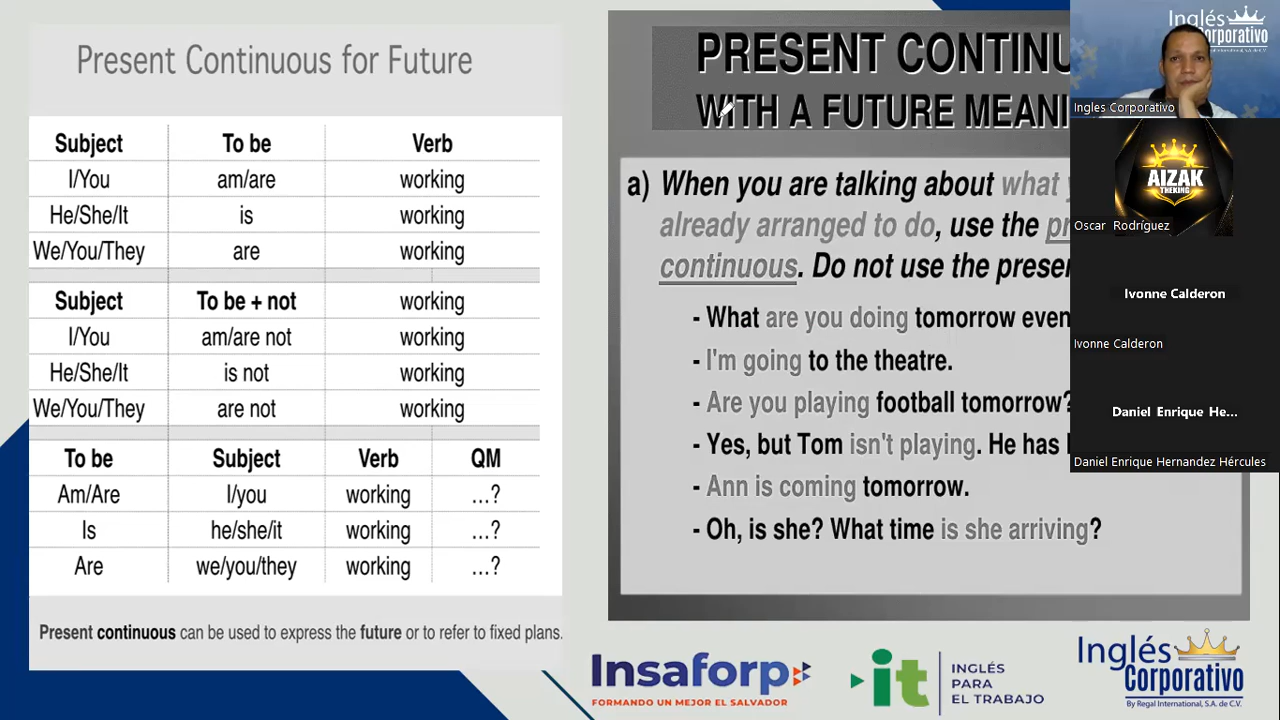 Present Continuous for Future
Subject To be Verb
I/You am/are working
He/She/It is working
We/You/They are working
Subject To be + not working
I/You am/are not working
He/She/It is not working
We/You/They are not working
To be Subject Verb QM
Am/Are I/you working ...?
Is he/she/it working ...?
Are we/you/they working ...?
Present continuous can be used to express the future or to refer to fixed plans.
PRESENT CONTINU
WITH A FUTURE MEANI
a) When you are talking about what
already arranged to do, use the
continuous. Do not use the presen
- What are you doing tomorrow even
- I'm going to the theatre.
- Are you playing football tomorrow?
- Yes, but Tom isn't playing. He has
- Ann is coming tomorrow.
- Oh, is she? What time is she arriving?
Inglés
Corporativo
Ingles Corporativo
AIZAK
THEKING
Oscar Rodríguez
Ivonne Calderon
Ivonne Calderon
Daniel Enrique He...
Daniel Enrique Hernandez Hércules
Insaforp
FORMANDO UN MEJOR EL SALVADOR
it
INGLÉS
PARA
EL TRABAJO
Inglés
Corporativo
By Regal International, S.A. de C.V.